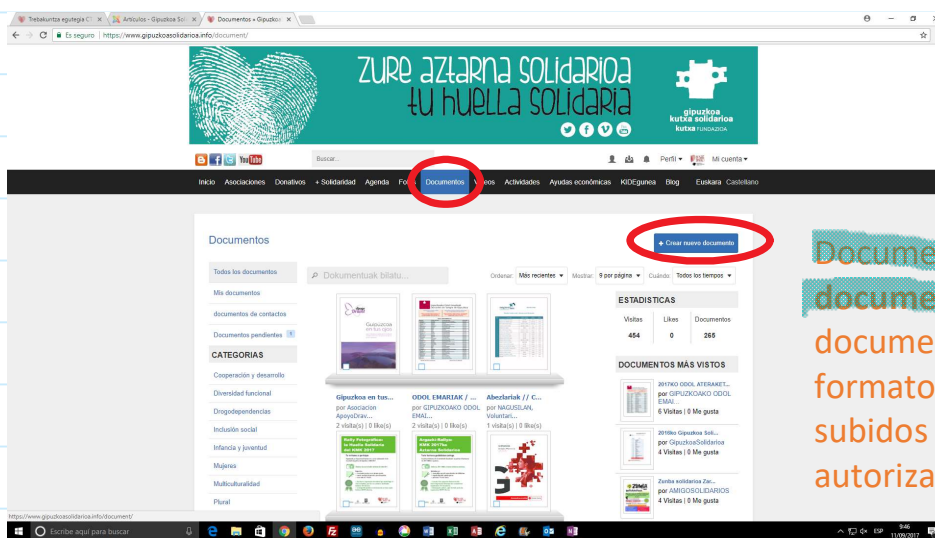 Trebakuntza egutegia C
Artículos - Gipuzkoa Sol
Documentos » Gipuzkoa
Es seguro | https://www.gipuzkoasolidarioa.info/document/
ZURE AZTARNA SOLIDARIOA
TU HUELLA SOLIDARIA
gipuzkoa
kutxa solidarioa
kutxa FUNDAZIOA
You Tube
Buscar...
Perfil
Mi cuenta
Inicio Asociaciones Donativos + Solidaridad Agenda Documentos Actividades Ayudas económicas KIDEgunea Blog Euskara Castellano
Documentos
+ Crear nuevo documento
Todos los documentos
Mis documentos
documentos de contactos
Documentos pendientes 1
CATEGORIAS
Cooperación y desarrollo
Diversidad funcional
Drogodependencias
Inclusión social
Infancia y juventud
Mujeres
Multiculturalidad
Plural
Dokumentuak bilatu...
Ordenar: Más recientes Mostrar: 9 por página Cuándo: Todos los tiempos
Gipuzkoa en tus...
por Asociación
ApoyoDrav...
2 visita(s) | 0 like(s)
ODOL EMARIAK / ...
por GIPUZKOAKO ODOL
EMAI...
2 visita(s) | 0 like(s)
Abezlariak // C...
por NAGUSILAN,
Voluntari...
1 visita(s) | 0 like(s)
ESTADISTICAS
Visitas Likes Documentos
454 0 265
DOCUMENTOS MÁS VISTOS
2017KO ODOL ATERAKET...
por GIPUZKOAKO ODOL
EMAI...
6 Visitas | 0 Me gusta
2016ko Gipuzkoa Soli...
por GipuzkoaSolidarioa
4 Visitas | 0 Me gusta
Zunba solidarios Zar...
por AMIGOSOLIDARIOS
4 Visitas | 0 Me gusta
Docume
docume
docume
formato
subidos
autoriza
https://www.gipuzkoasolidarioa.info/document/
Escribe aquí para buscar
ESP
9:46
11/09/2017